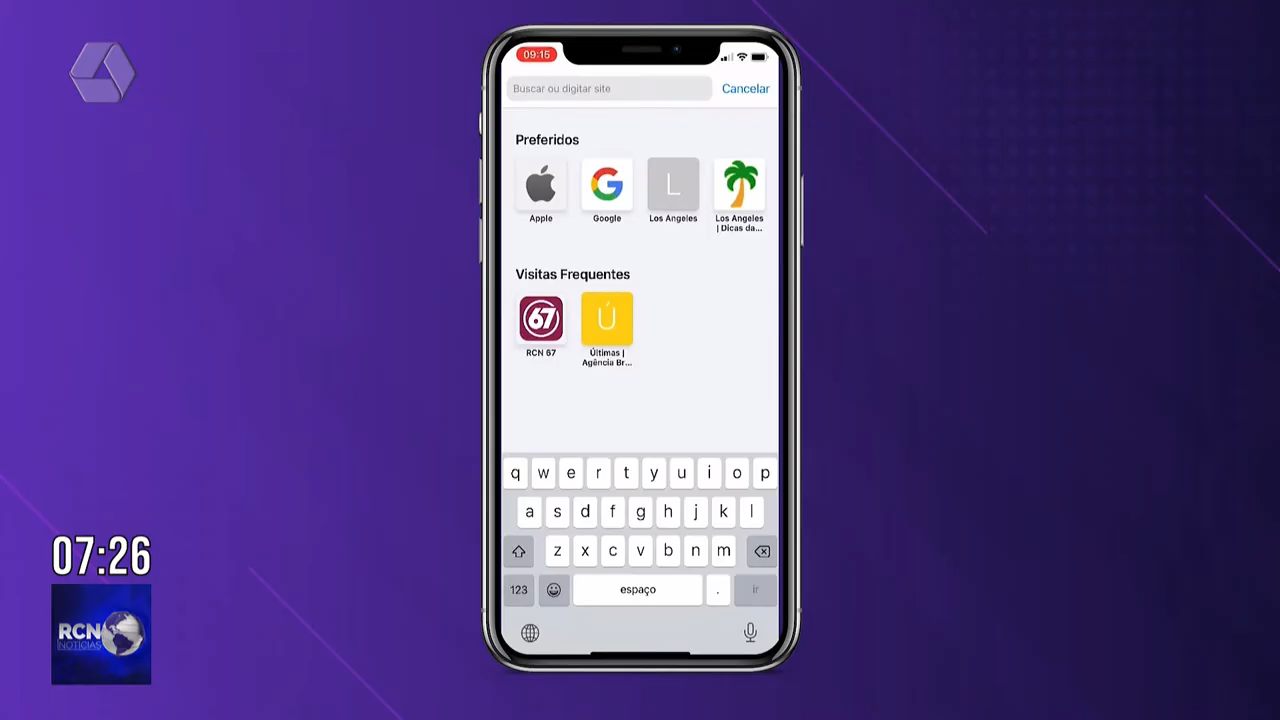 09:15
Buscar ou digitar site
Cancelar
Preferidos
L
Apple
Google
Los Angeles
Los Angeles
| Dicas da...
Visitas Frequentes
67
Ú
RCN 67
Últimas |
Agência Br...
q w e r t y u i o p
a s d f g h j k l
z x c v b n m
123
espaço
.
ir
07:26
RCN
NOTÍCIAS